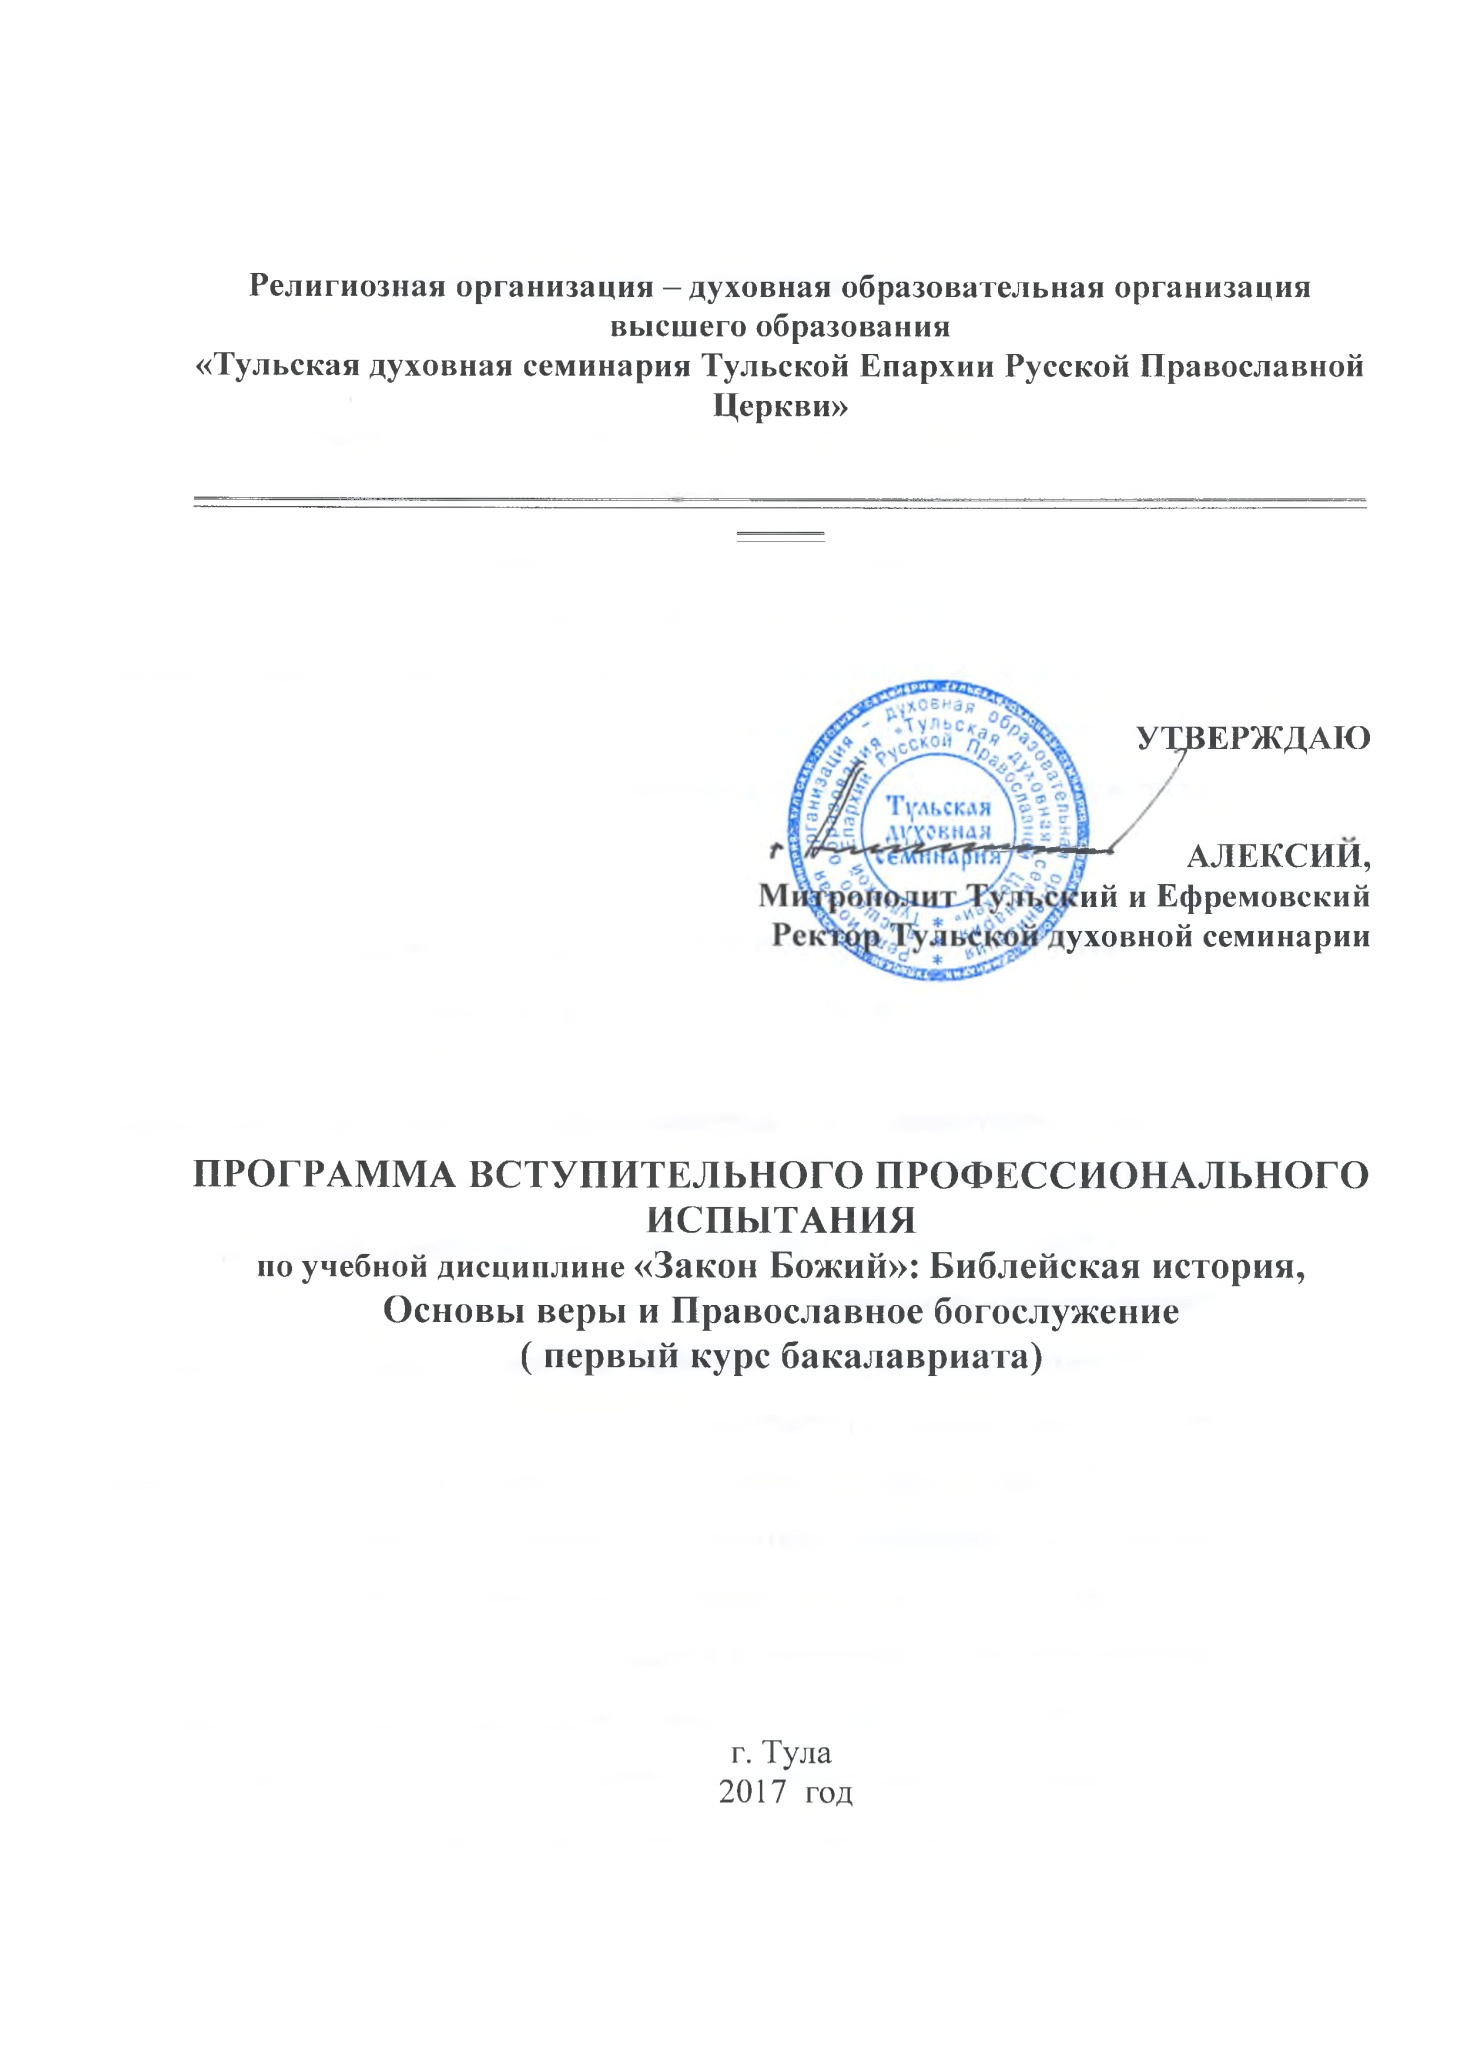 Религиозная организация – духовная образовательная организация
высшего образования
«Тульская духовная семинария Тульской Епархии Русской Православной
Церкви»
УТВЕРЖДАЮ
Тульская
духовная
семинария
АЛЕКСИЙ,
Митрополит Тульский и Ефремовский
Ректор Тульской духовной семинарии
ПРОГРАММА ВСТУПИТЕЛЬНОГО ПРОФЕССИОНАЛЬНОГО
ИСПЫТАНИЯ
по учебной дисциплине «Закон Божий»: Библейская история,
Основы веры и Православное богослужение
( первый курс бакалавриата)
г. Тула
2017 год